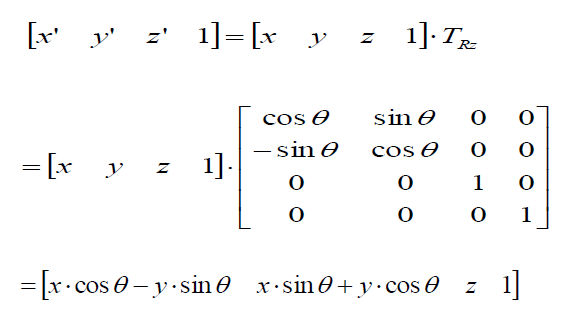 [x' y' z' 1] = [x y z 1]· T_Rz
= [x y z 1]· [
cos θ sin θ 0 0
− sin θ cos θ 0 0
0 0 1 0
0 0 0 1 ]
= [x·cos θ − y·sin θ x·sin θ + y·cos θ z 1]